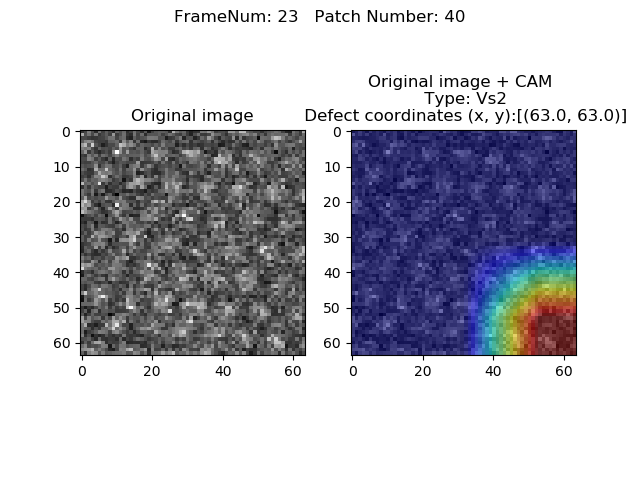 FrameNum: 23   Patch Number: 40
Original image
Original image + CAM
Type: Vs2
Defect coordinates (x, y):[(63.0, 63.0)]
0
10
20
30
40
50
60
0 20 40 60
0
10
20
30
40
50
60
0 20 40 60